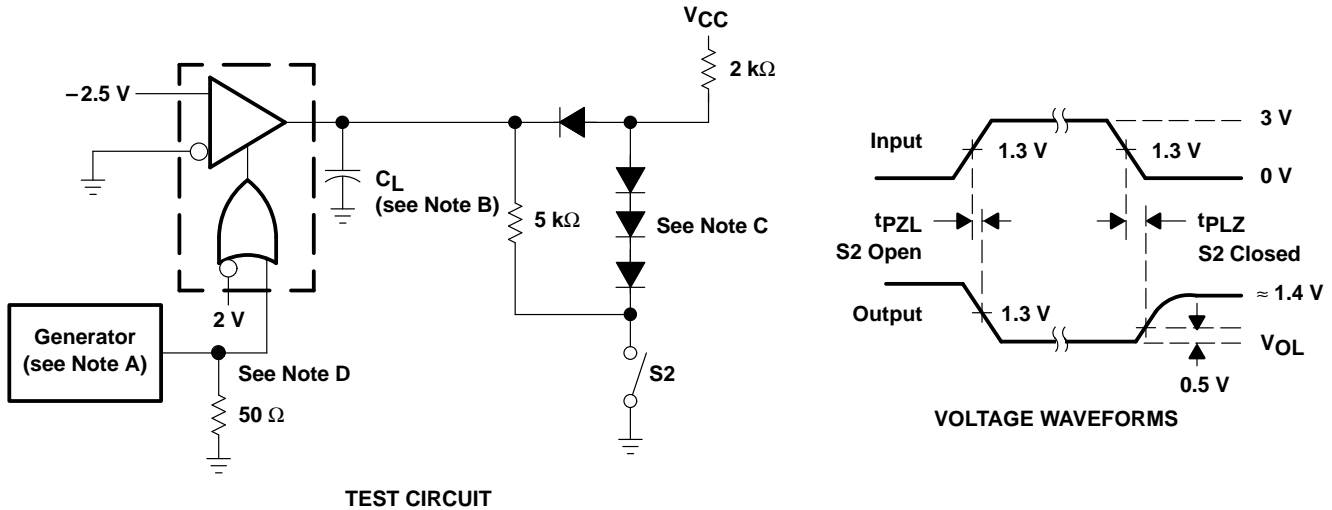 VCC
2 kΩ
−2.5 V
CL
(see Note B)
5 kΩ
See Note C
2 V
Generator
(see Note A)
See Note D
50 Ω
S2
TEST CIRCUIT
Input
1.3 V
1.3 V
3 V
0 V
tPZL
S2 Open
tPLZ
S2 Closed
Output
1.3 V
≈ 1.4 V
VOL
0.5 V
VOLTAGE WAVEFORMS